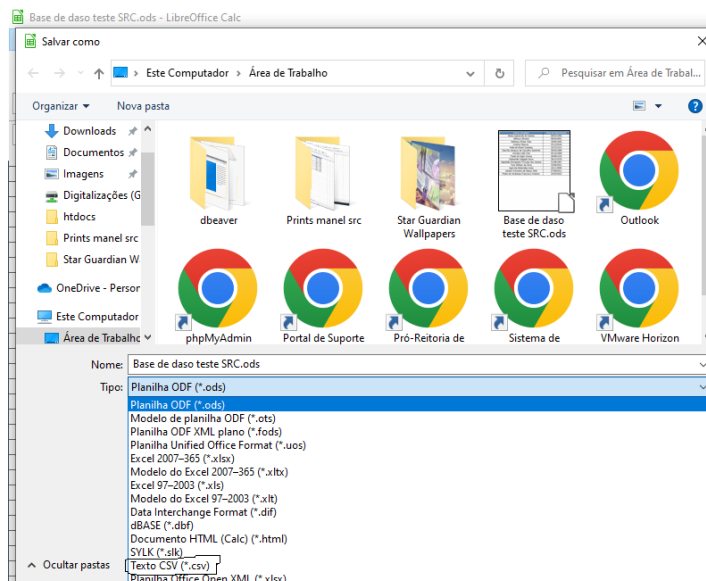 Base de daso teste SRC.ods - LibreOffice Calc
Salvar como
Este Computador > Área de Trabalho
Pesquisar em Área de Trabal...
Organizar
Nova pasta
Downloads
Documentos
Imagens
Digitalizações (G
htdocs
Prints manel src
Star Guardian W
OneDrive - Person
Este Computador
Área de Trabalho
dbeaver
Prints manel src
Star Guardian
Wallpapers
Base de daso
teste SRC.ods
Outlook
phpMyAdmin
Portal de Suporte
Pró-Reitoria de
Sistema de
VMware Horizon
Nome: Base de daso teste SRC.ods
Tipo: Planilha ODF (*.ods)
Planilha ODF (*.ods)
Modelo de planilha ODF (*.ots)
Planilha ODF XML plano (*.fods)
Planilha Unified Office Format (*.uos)
Excel 2007–365 (*.xlsx)
Modelo do Excel 2007–365 (*.xltx)
Excel 97–2003 (*.xls)
Modelo do Excel 97–2003 (*.xlt)
Data Interchange Format (*.dif)
dBASE (*.dbf)
Documento HTML (Calc) (*.html)
SYLK (*.slk)
Texto CSV (*.csv)
Planilha Office Open XML (*.xlsx)
Ocultar pastas